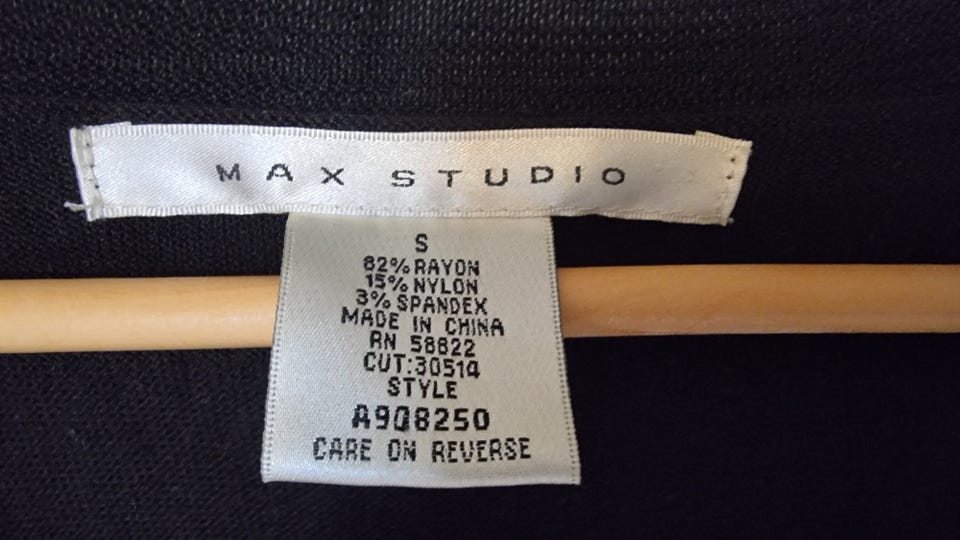 MAX STUDIO
S
82% RAYON
15% NYLON
3% SPANDEX
MADE IN CHINA
RN 58822
CUT:30514
STYLE
A908250
CARE ON REVERSE